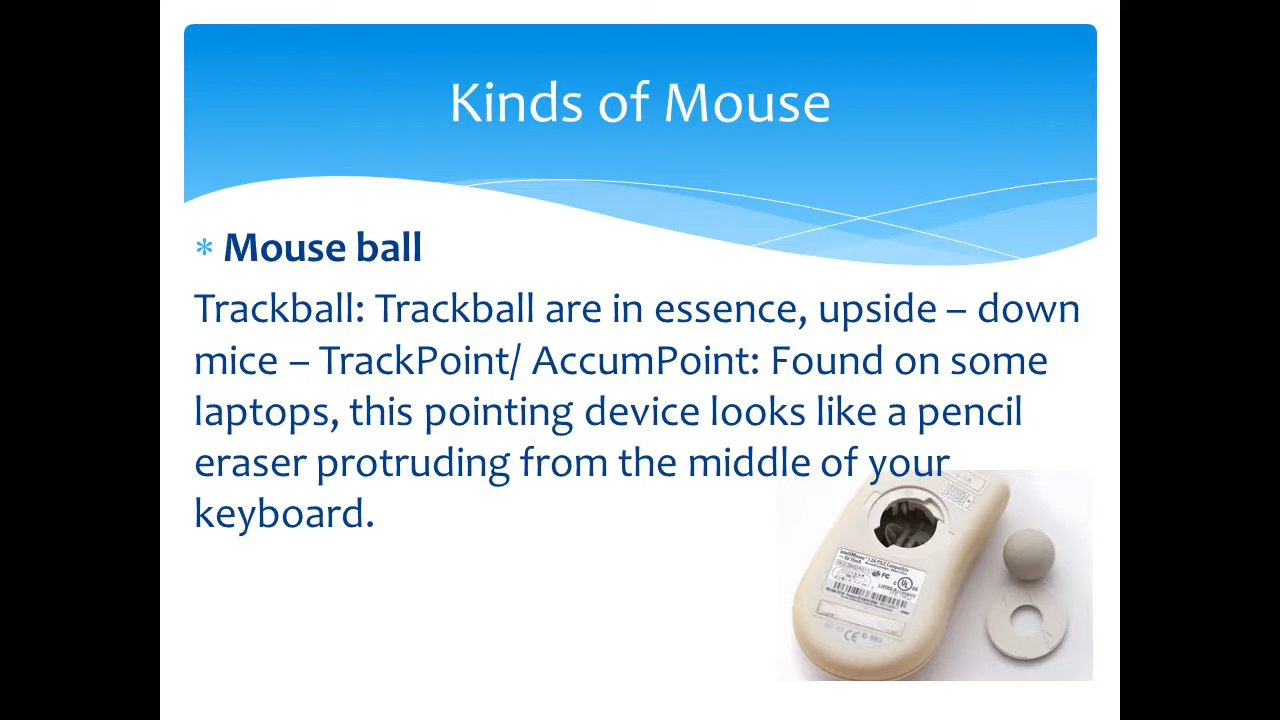 Kinds of Mouse
* Mouse ball
Trackball: Trackball are in essence, upside – down
mice – TrackPoint/ AccumPoint: Found on some
laptops, this pointing device looks like a pencil
eraser protruding from the middle of your
keyboard.